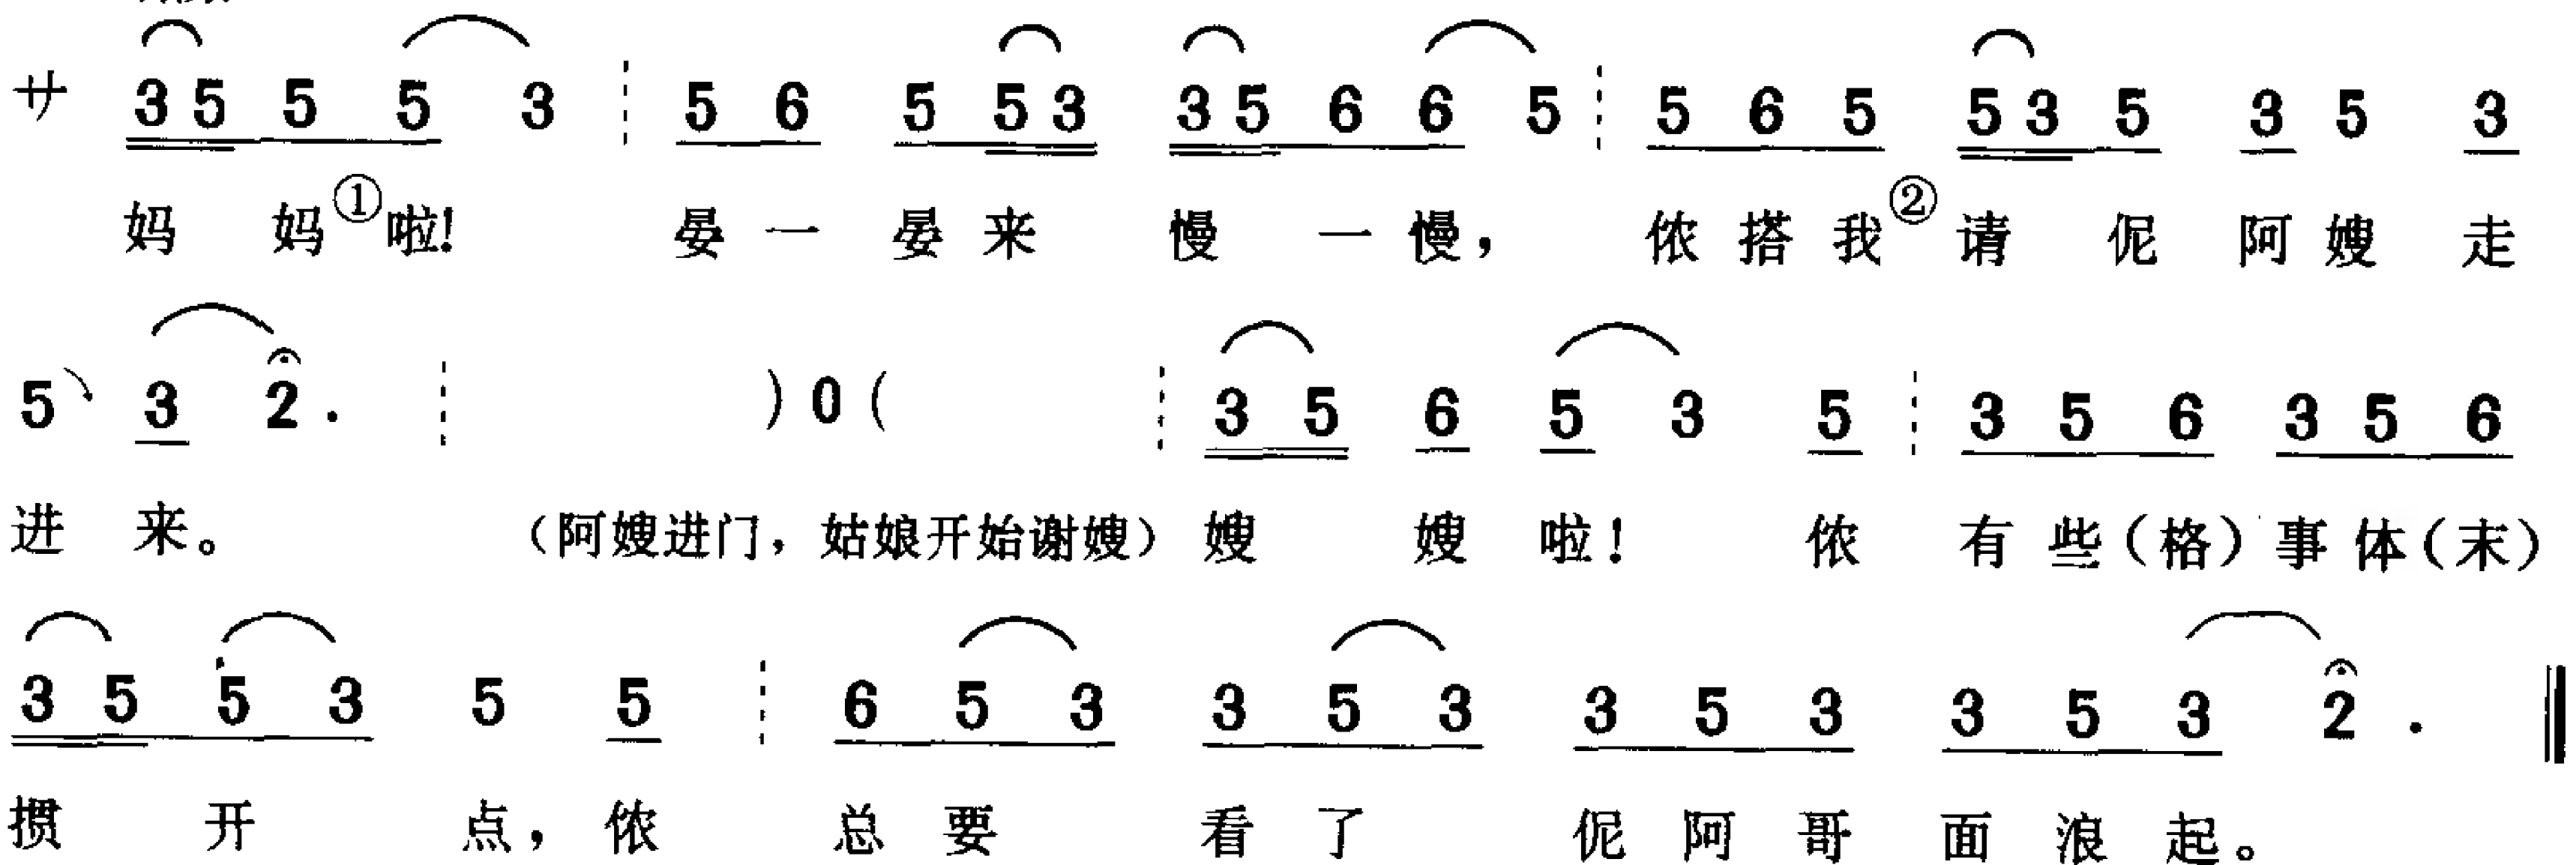 サ 3 5 5 5 3 ┊ 5 6 5 5 3 3 5 6 6 5 ┊ 5 6 5 5 3 5 3 5 3
妈 妈①啦! 晏 一 晏 来 慢 一 慢， 侬 搭 我②请 伲 阿 嫂 走
5 3 2 . ┊ ) 0 ( ┊ 3 5 6 5 3 5 ┊ 3 5 6 3 5 6
进 来。 （阿嫂进门，姑娘开始谢嫂）嫂 嫂 啦! 侬 有 些（格）事 体（末）
3 5 5 3 5 5 ┊ 6 5 3 3 5 3 3 5 3 3 5 3 2 . ‖
掼 开 点， 侬 总 要 看 了 伲 阿 哥 面 浪 起。